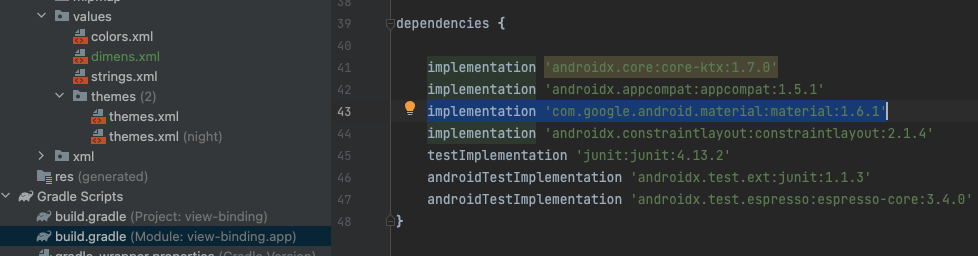 mipmap
values
colors.xml
dimens.xml
strings.xml
themes (2)
themes.xml
themes.xml (night)
xml
res (generated)
Gradle Scripts
build.gradle (Project: view-binding)
build.gradle (Module: view-binding.app)
gradle-wrapper.properties (Gradle Version)
38
39 dependencies {
40
41 implementation 'androidx.core:core-ktx:1.7.0'
42 implementation 'androidx.appcompat:appcompat:1.5.1'
43 implementation 'com.google.android.material:material:1.6.1'
44 implementation 'androidx.constraintlayout:constraintlayout:2.1.4'
45 testImplementation 'junit:junit:4.13.2'
46 androidTestImplementation 'androidx.test.ext:junit:1.1.3'
47 androidTestImplementation 'androidx.test.espresso:espresso-core:3.4.0'
48 }